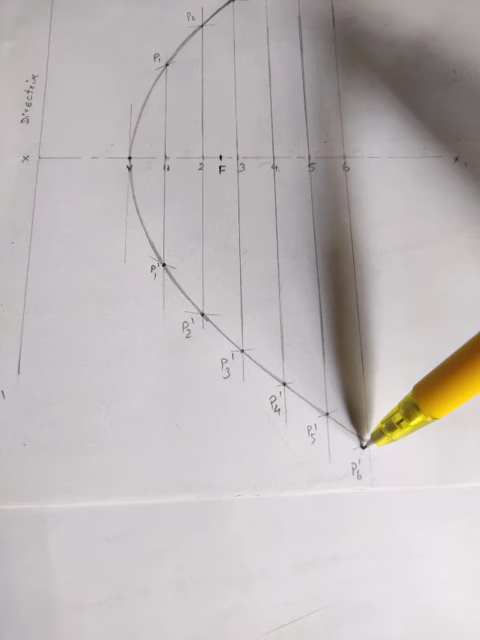 P2
P1
Directrix
X
V
1
2
F
3
4
5
6
X1
P1'
P2'
P3'
P4'
P5'
P6'